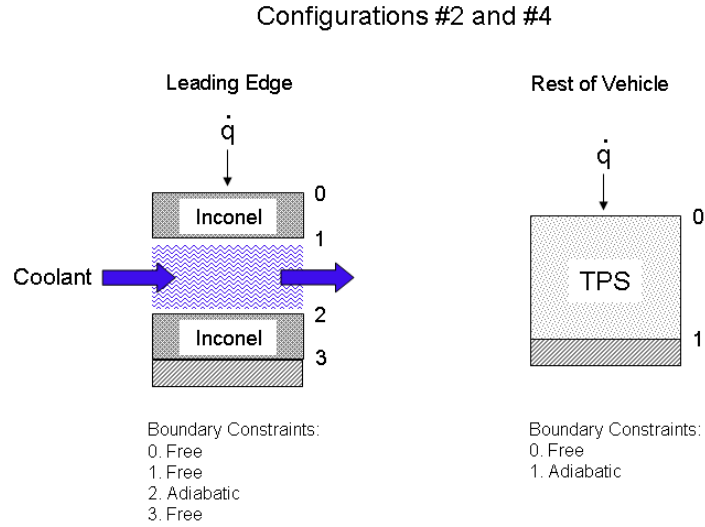 Configurations #2 and #4
Leading Edge
q̇
0
Inconel
1
Coolant
2
Inconel
3
Boundary Constraints:
0. Free
1. Free
2. Adiabatic
3. Free
Rest of Vehicle
q̇
0
TPS
1
Boundary Constraints:
0. Free
1. Adiabatic